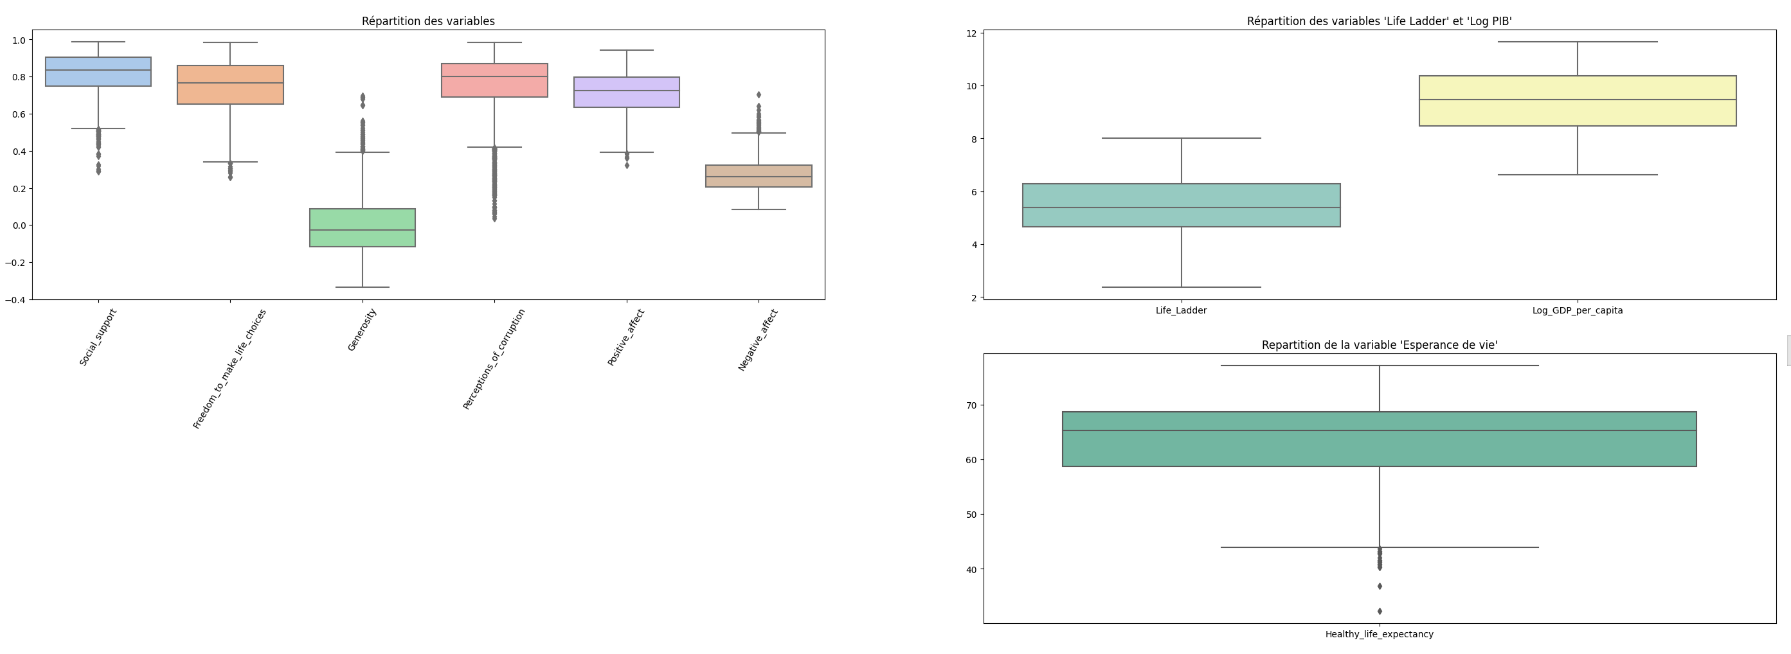 Répartition des variables
1.0
0.8
0.6
0.4
0.2
0.0
−0.2
−0.4
Social_support
Freedom_to_make_life_choices
Generosity
Perceptions_of_corruption
Positive_affect
Negative_affect
Répartition des variables 'Life Ladder' et 'Log PIB'
12
10
8
6
4
2
Life_Ladder
Log_GDP_per_capita
Repartition de la variable 'Esperance de vie'
70
60
50
40
Healthy_life_expectancy